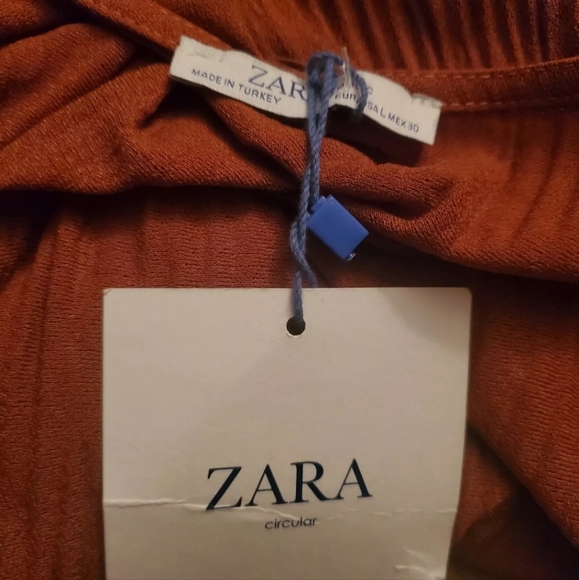 ZARA
MADE IN TURKEY
EUR
USA L MEX 30
ZARA
circular